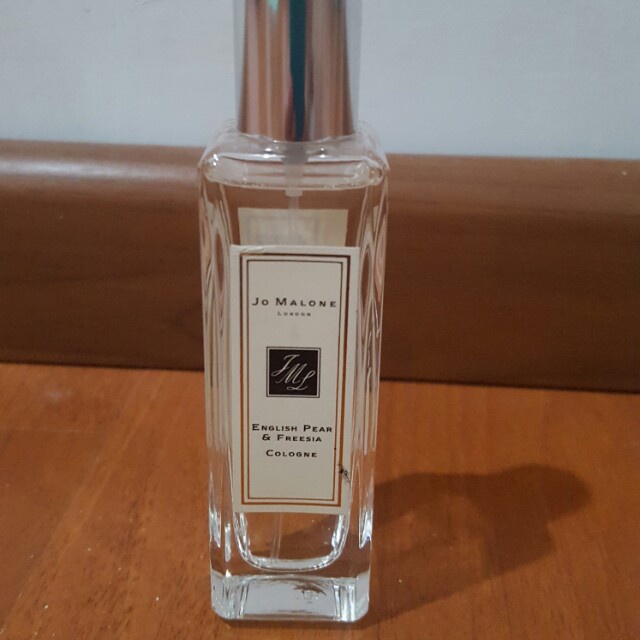 Jo Malone
London
JML
English Pear
& Freesia
Cologne